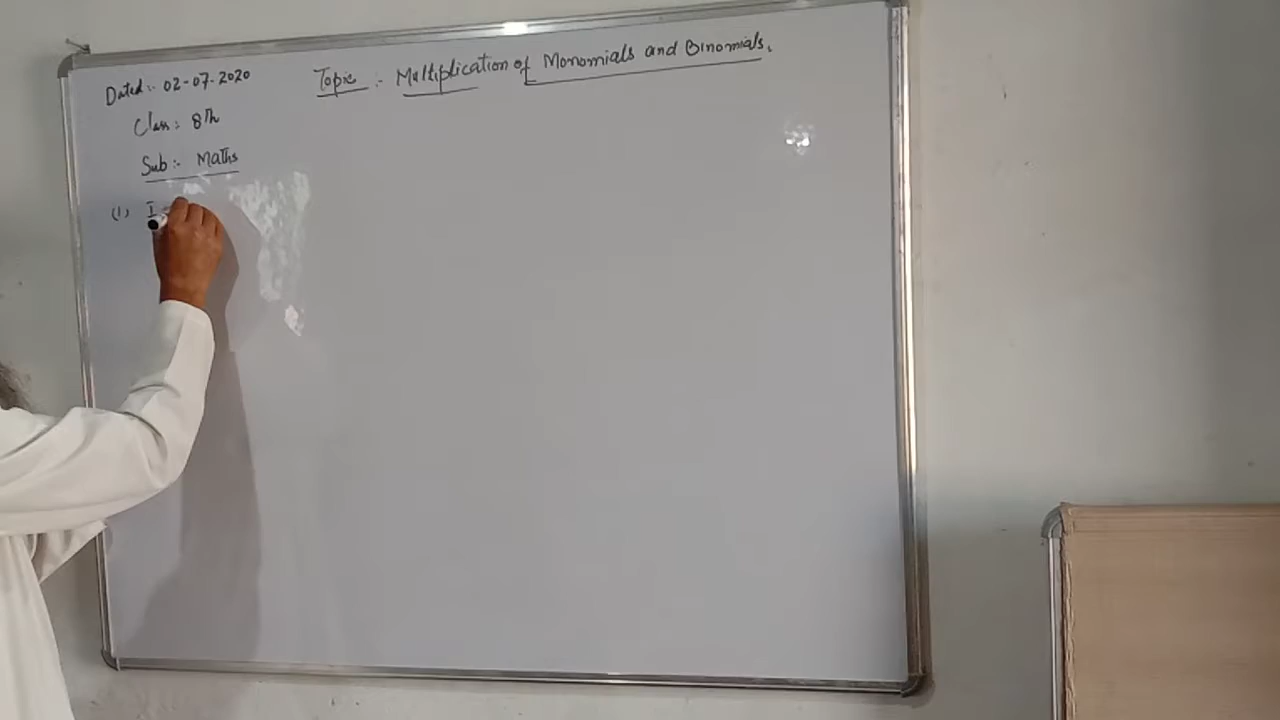 Dated:- 02-07-2020
Topic :- Multiplication of Monomials and Binomials.
Class: 8th
Sub:- Maths
(1) I